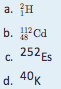 a. ²₁H
b. ¹¹²₄₈Cd
c. ²⁵²Es
d. ⁴⁰K